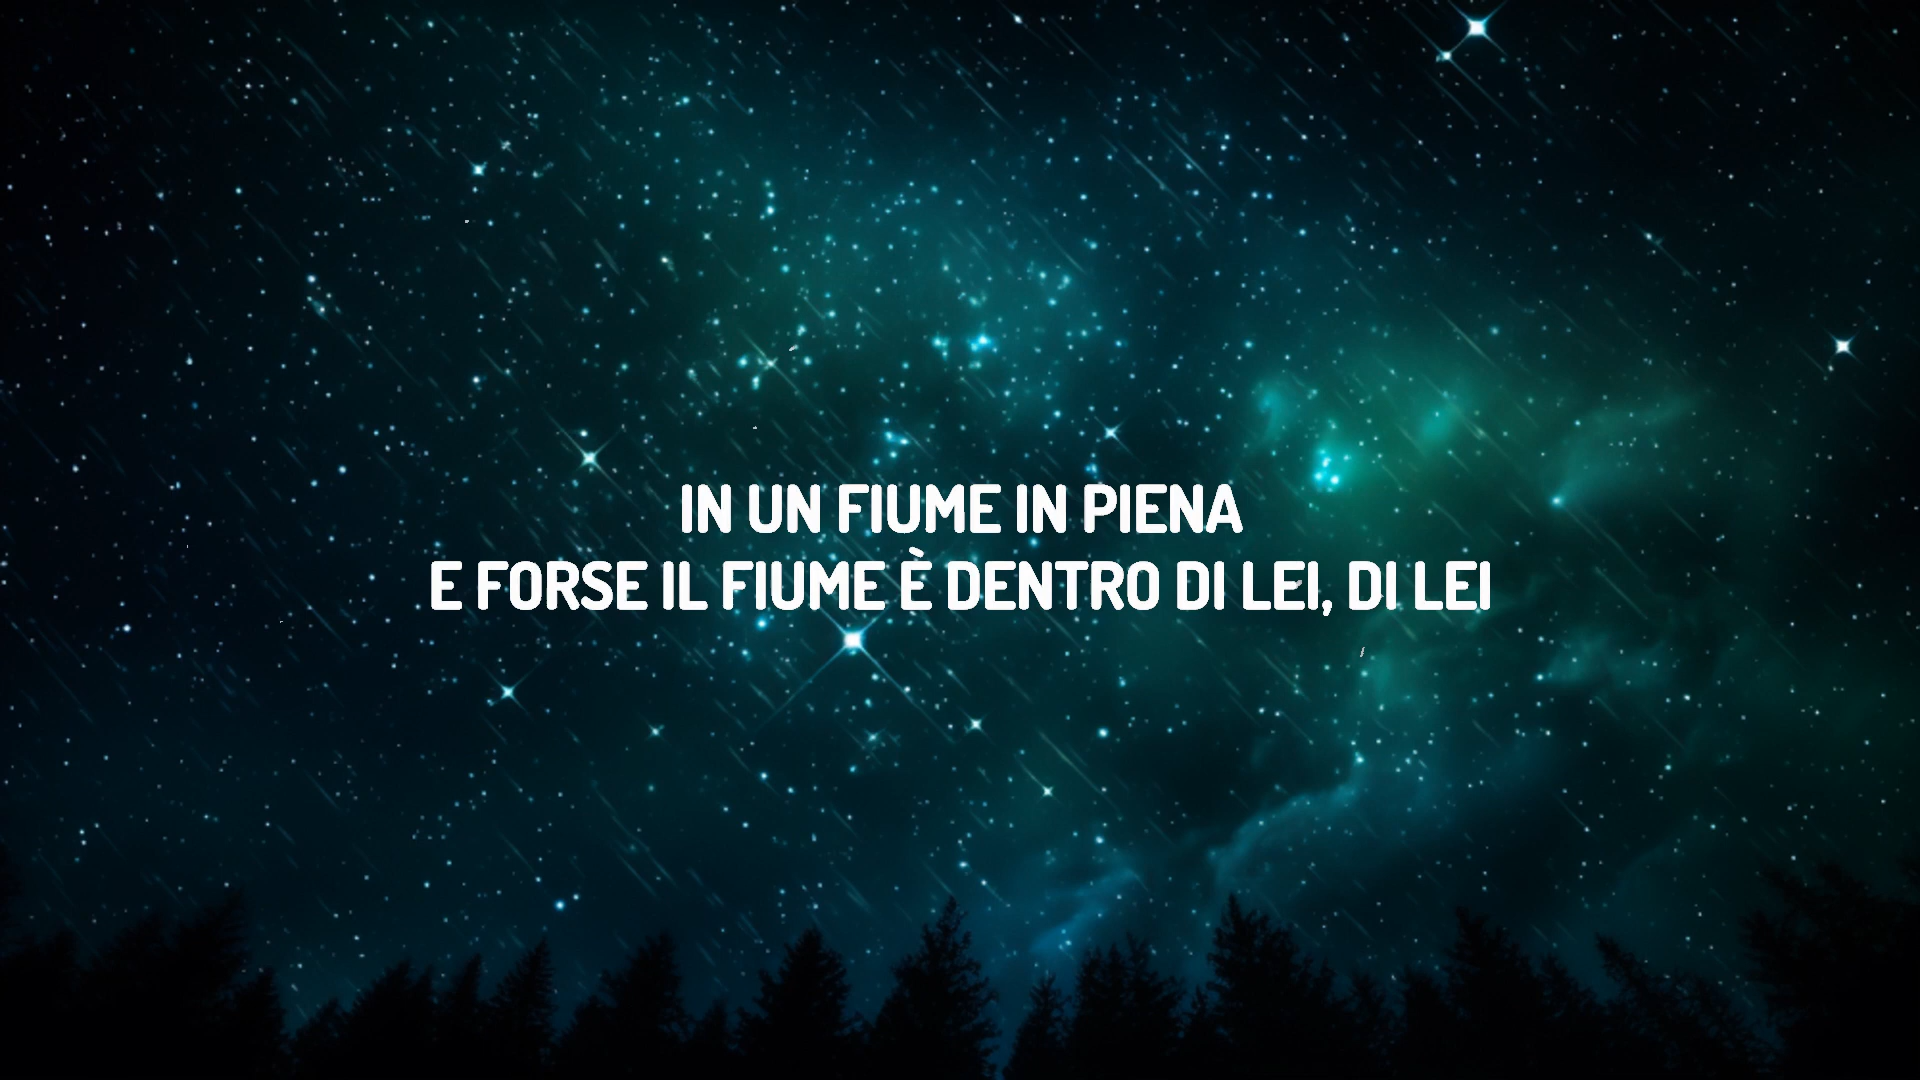 IN UN FIUME IN PIENA
E FORSE IL FIUME È DENTRO DI LEI, DI LEI